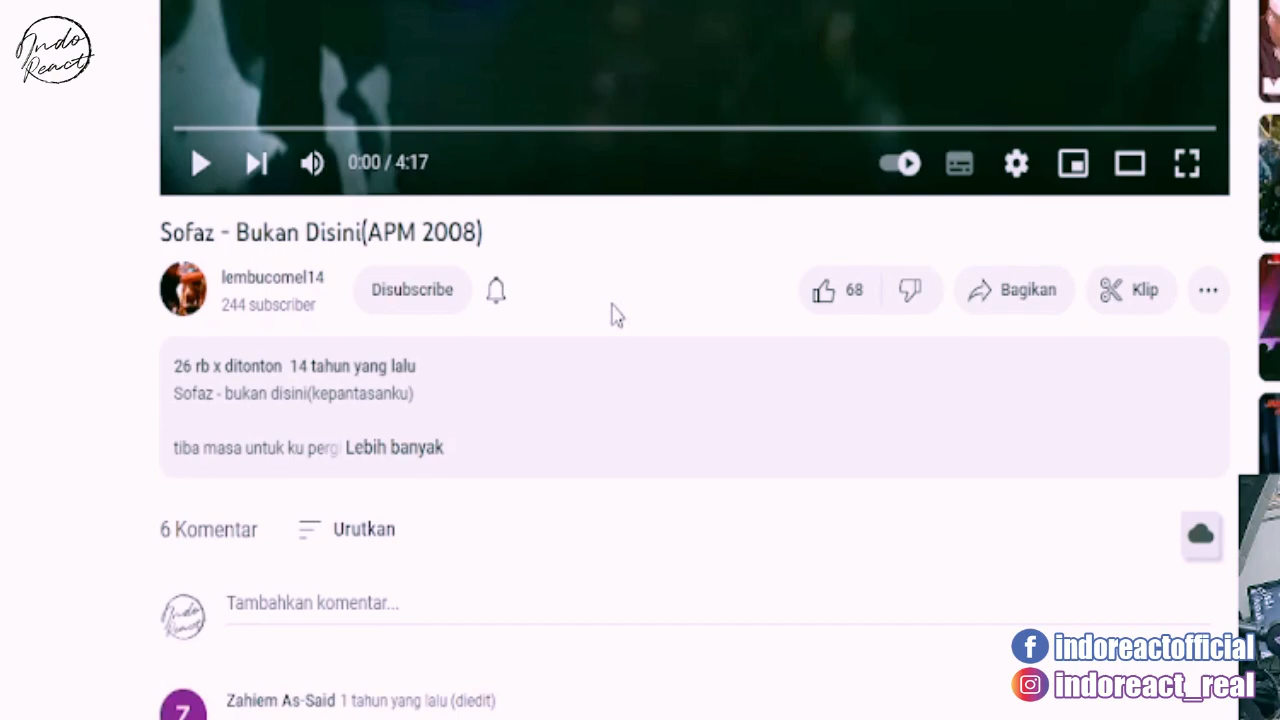 Indo
React
0:00 / 4:17
Sofaz - Bukan Disini(APM 2008)
lembucomel14
244 subscriber
Disubscribe
68
Bagikan
Klip
26 rb x ditonton 14 tahun yang lalu
Sofaz - bukan disini(kepantasanku)
tiba masa untuk ku pergi Lebih banyak
6 Komentar
Urutkan
Indo
React
Tambahkan komentar...
Z
Zahiem As-Said 1 tahun yang lalu (diedit)
indoreactofficial
indoreact_real